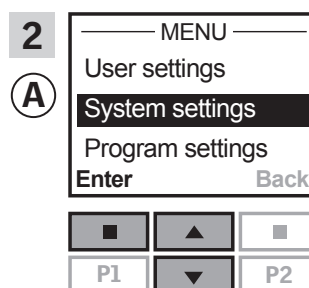 2
A
MENU
User settings
System settings
Program settings
Enter Back
P1 P2